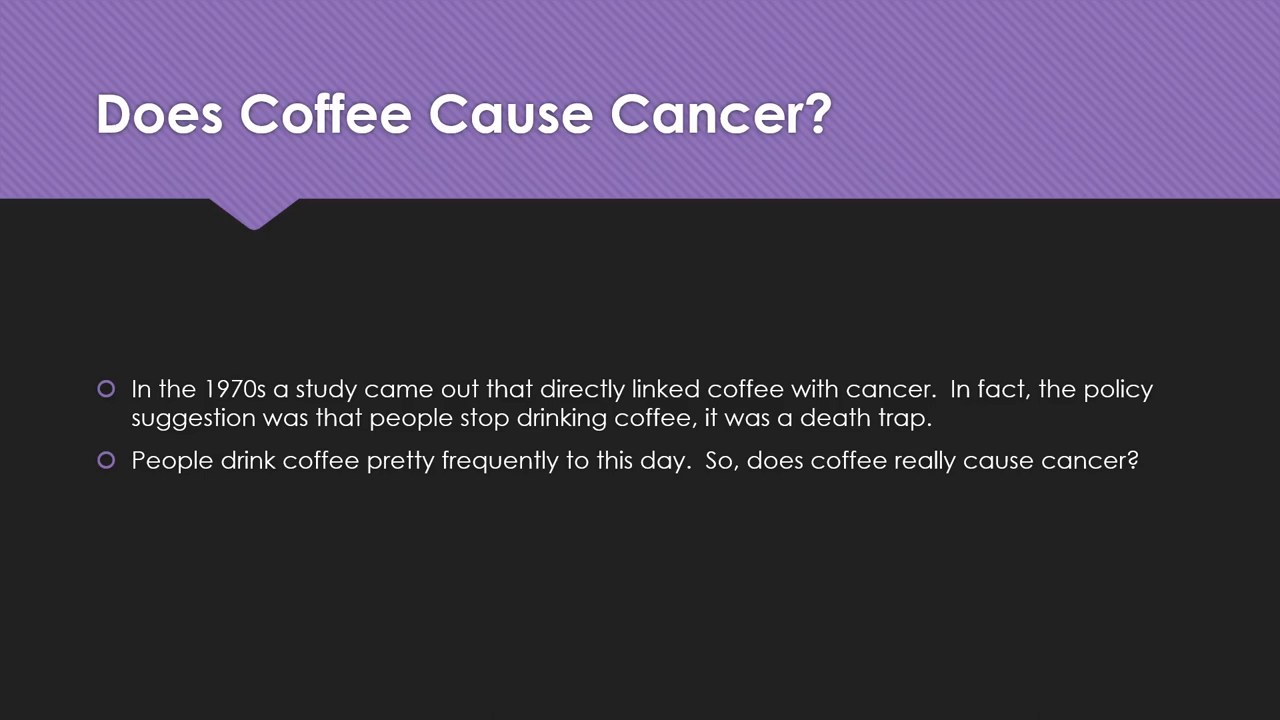 Does Coffee Cause Cancer?
In the 1970s a study came out that directly linked coffee with cancer.  In fact, the policy
suggestion was that people stop drinking coffee, it was a death trap.
People drink coffee pretty frequently to this day.  So, does coffee really cause cancer?